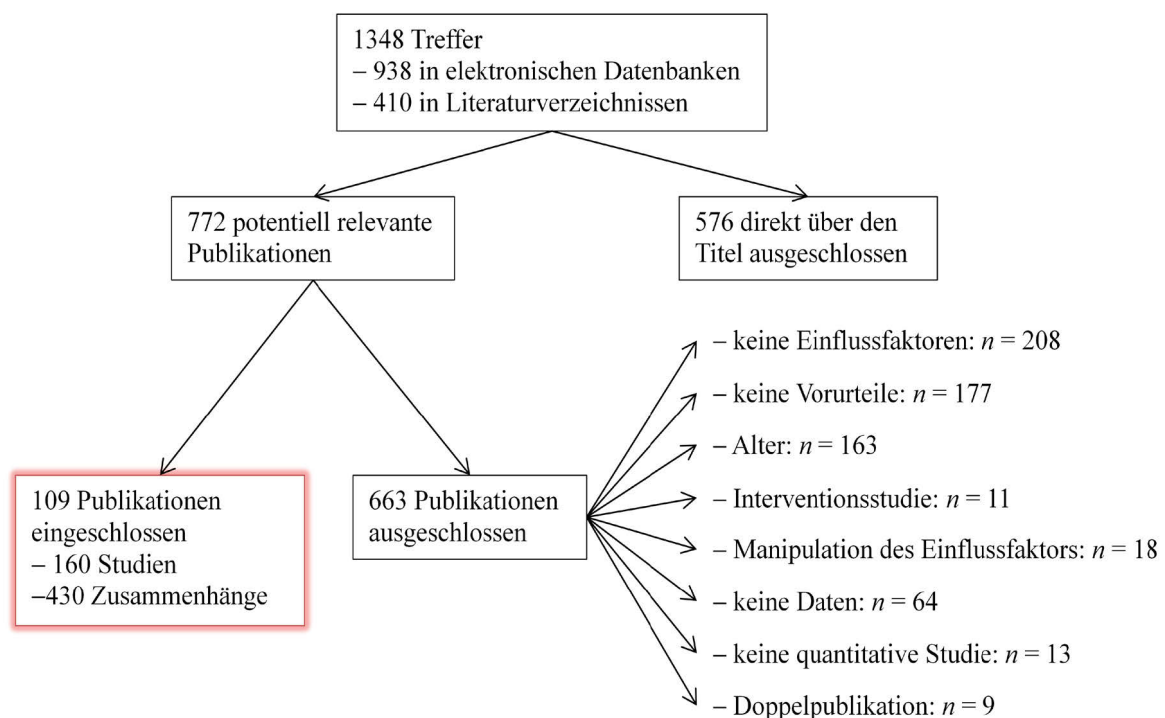 1348 Treffer
– 938 in elektronischen Datenbanken
– 410 in Literaturverzeichnissen
772 potentiell relevante
Publikationen
576 direkt über den
Titel ausgeschlossen
109 Publikationen
eingeschlossen
– 160 Studien
–430 Zusammenhänge
663 Publikationen
ausgeschlossen
– keine Einflussfaktoren: n = 208
– keine Vorurteile: n = 177
– Alter: n = 163
– Interventionsstudie: n = 11
– Manipulation des Einflussfaktors: n = 18
– keine Daten: n = 64
– keine quantitative Studie: n = 13
– Doppelpublikation: n = 9